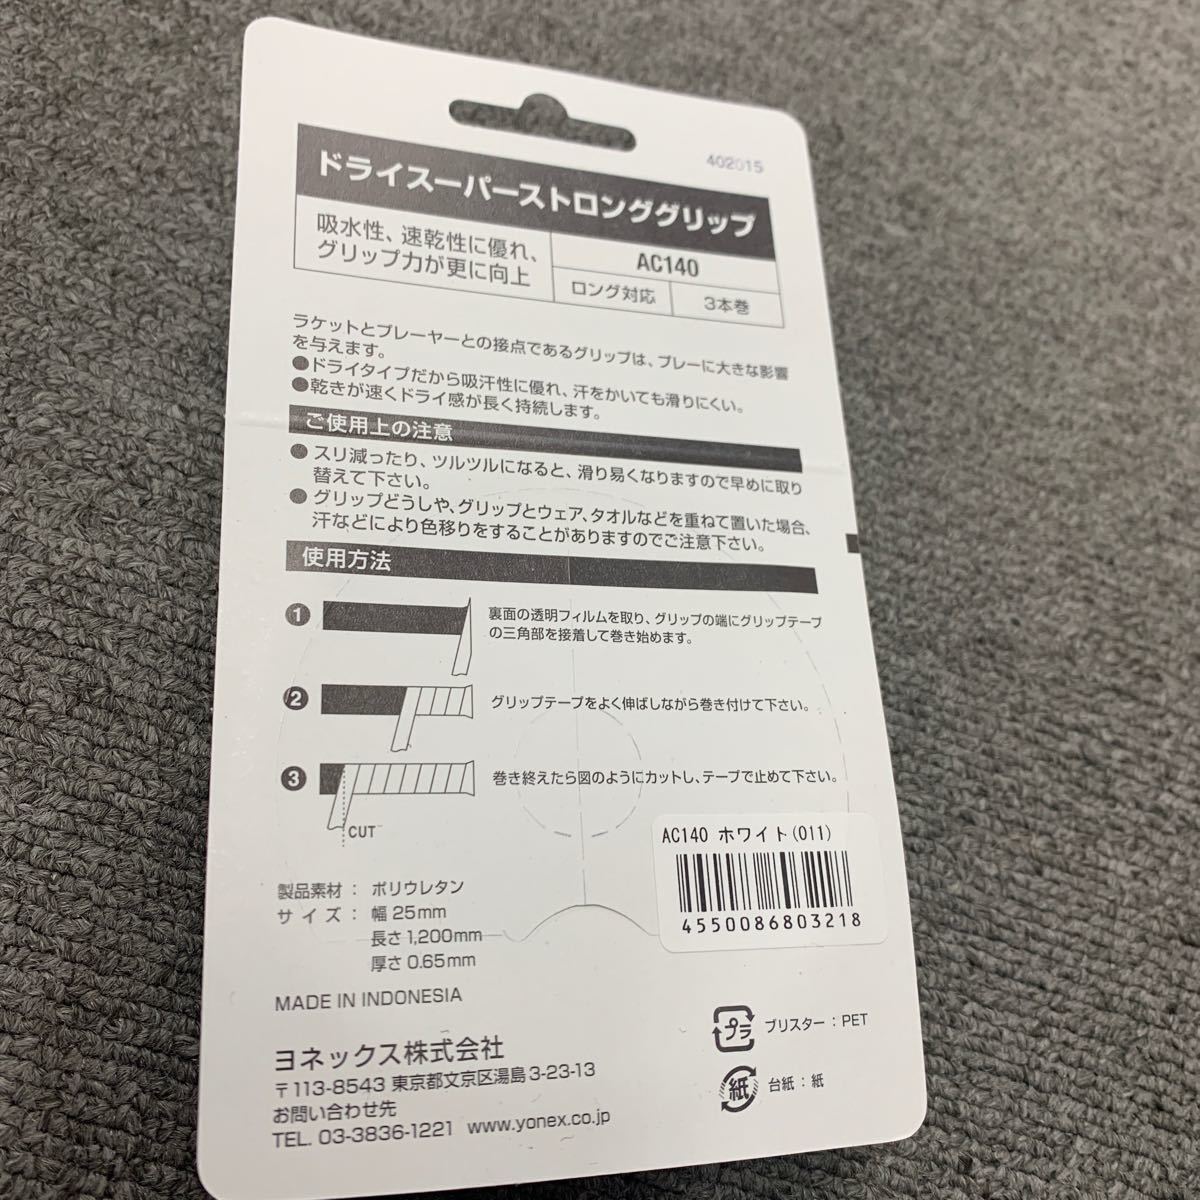 402015
ドライスーパーストロンググリップ
吸水性、速乾性に優れ、
グリップ力が更に向上
AC140
ロング対応
3本巻
ラケットとプレーヤーとの接点であるグリップは、プレーに大きな影響
を与えます。
●ドライタイプだから吸汗性に優れ、汗をかいても滑りにくい。
●乾きが速くドライ感が長く持続します。
ご使用上の注意
● スリ減ったり、ツルツルになると、滑り易くなりますので早めに取り
替えて下さい。
● グリップどうしや、グリップとウェア、タオルなどを重ねて置いた場合、
汗などにより色移りをすることがありますのでご注意下さい。
使用方法
❶ 裏面の透明フィルムを取り、グリップの端にグリップテープ
の三角部を接着して巻き始めます。
❷ グリップテープをよく伸ばしながら巻き付けて下さい。
❸ 巻き終えたら図のようにカットし、テープで止めて下さい。
CUT
AC140 ホワイト(011)
4550086803218
製品素材：ポリウレタン
サイズ：幅25mm
長さ1,200mm
厚さ0.65mm
MADE IN INDONESIA
ヨネックス株式会社
〒113-8543 東京都文京区湯島3-23-13
お問い合わせ先
TEL. 03-3836-1221 www.yonex.co.jp
プラ ブリスター：PET
紙 台紙：紙